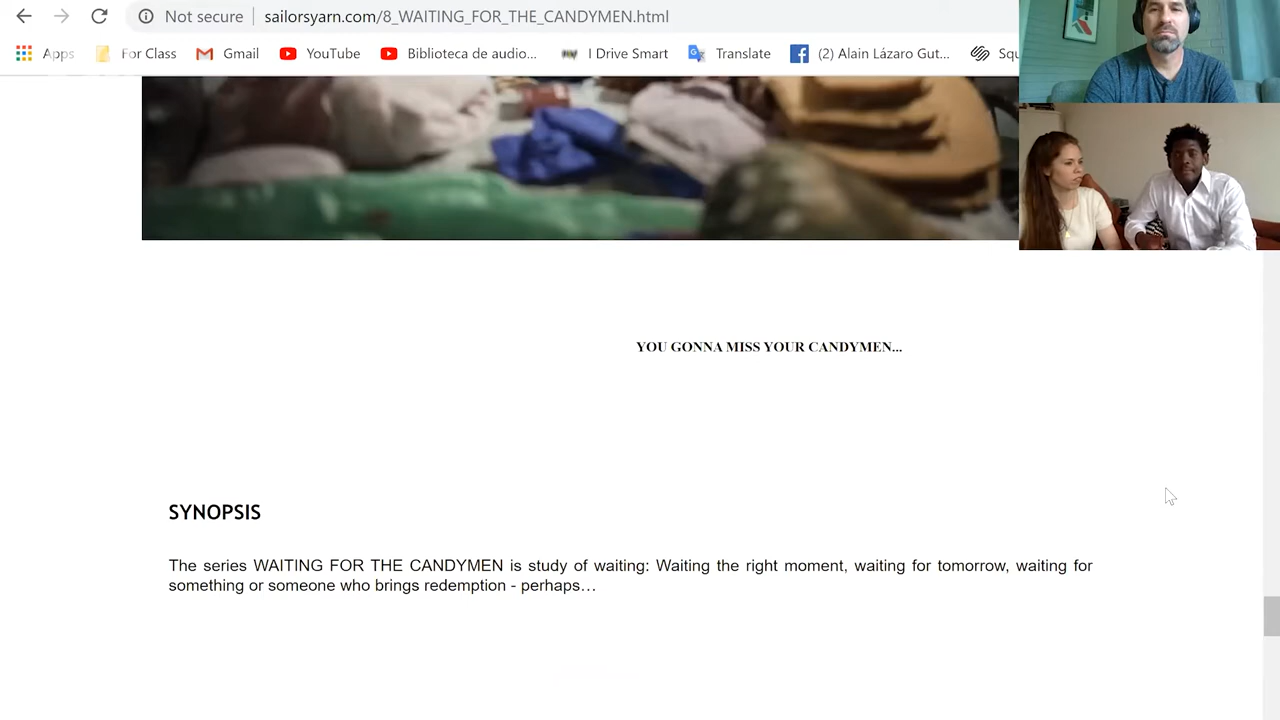 Not secure sailorsyarn.com/8_WAITING_FOR_THE_CANDYMEN.html
Apps For Class Gmail YouTube Biblioteca de audio... I Drive Smart Translate (2) Alain Lázaro Gut... Squ
YOU GONNA MISS YOUR CANDYMEN...
SYNOPSIS
The series WAITING FOR THE CANDYMEN is study of waiting: Waiting the right moment, waiting for tomorrow, waiting for
something or someone who brings redemption - perhaps…